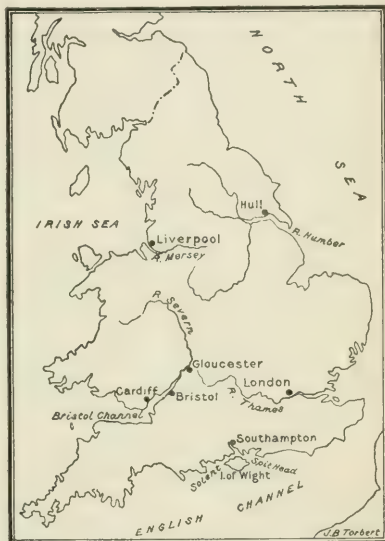 NORTH
SEA
Hull
IRISH SEA
R. Humber
Liverpool
R. Mersey
R. Severn
Gloucester
Cardiff
Bristol
R. Thames
London
Bristol Channel
Southampton
Solent
Spit Head
I. of Wight
ENGLISH CHANNEL
J.B Torbert